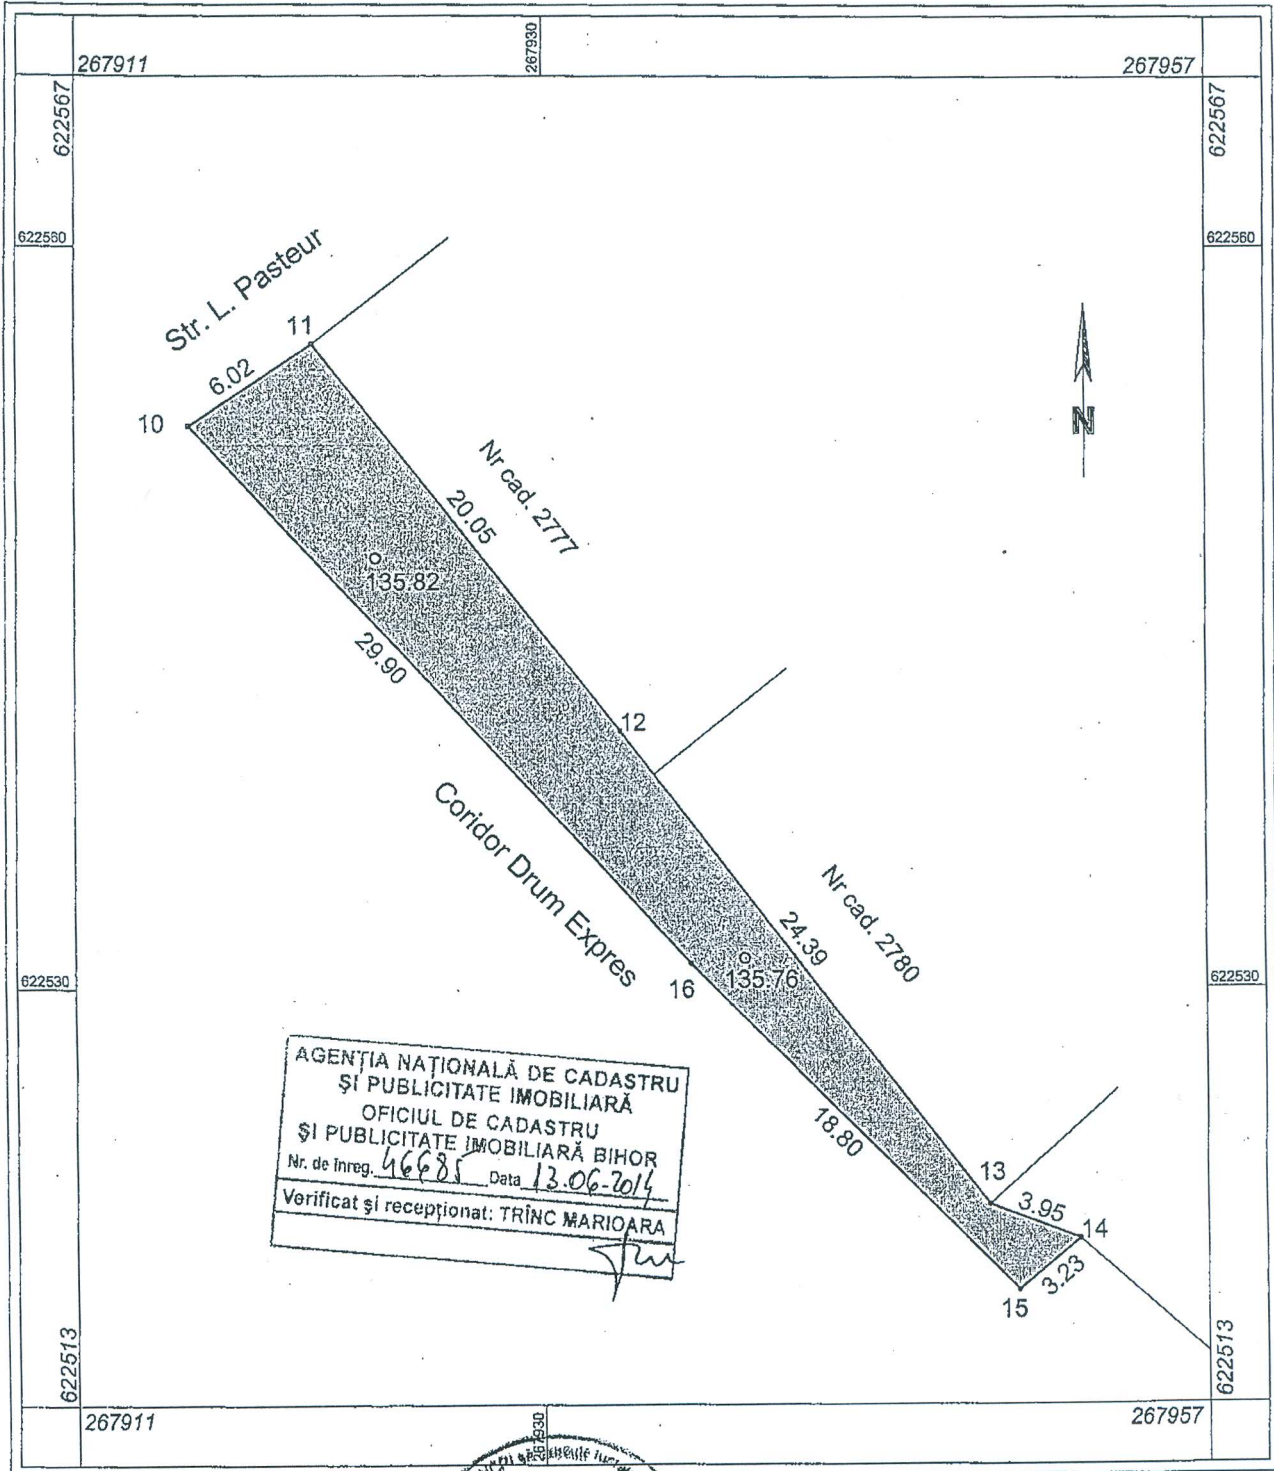 267911
267930
267957
622567
622567
622560
622560
Str. L. Pasteur
11
6.02
10
N
Nr cad. 2777
20.05
135.82
29.90
12
Coridor Drum Expres
Nr cad. 2780
24.39
135.76
16
622530
622530
AGENȚIA NAȚIONALĂ DE CADASTRU
ȘI PUBLICITATE IMOBILIARĂ
OFICIUL DE CADASTRU
ȘI PUBLICITATE IMOBILIARĂ BIHOR
Nr. de înreg. 46685 Data 13.06-2014
Verificat și recepționat: TRÎNC MARIOARA
18.80
13
3.95
14
3.23
15
622513
622513
267911
267930
267957